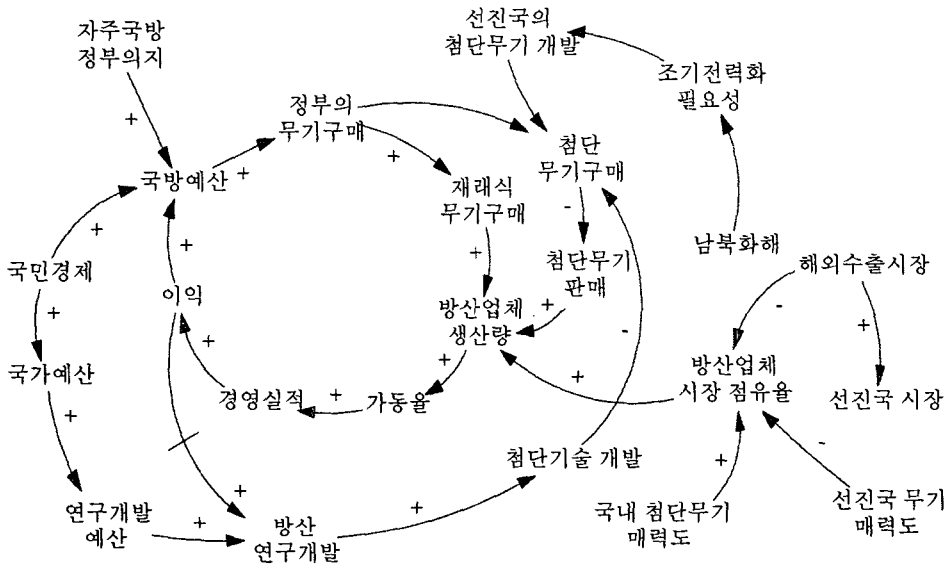 자주국방
정부의지
선진국의
첨단무기 개발
조기전력화
필요성
정부의
무기구매
첨단
무기구매
+
+
+
국방예산
재래식
무기구매
-
남북화해
+
+
+
국민경제
이익
첨단무기
판매
해외수출시장
+
방산업체
생산량
+
-
-
+
+
+
국가예산
방산업체
시장 점유율
선진국 시장
경영실적
+
가동율
+
+
첨단기술 개발
+
-
+
+
연구개발
예산
+
방산
연구개발
국내 첨단무기
매력도
선진국 무기
매력도